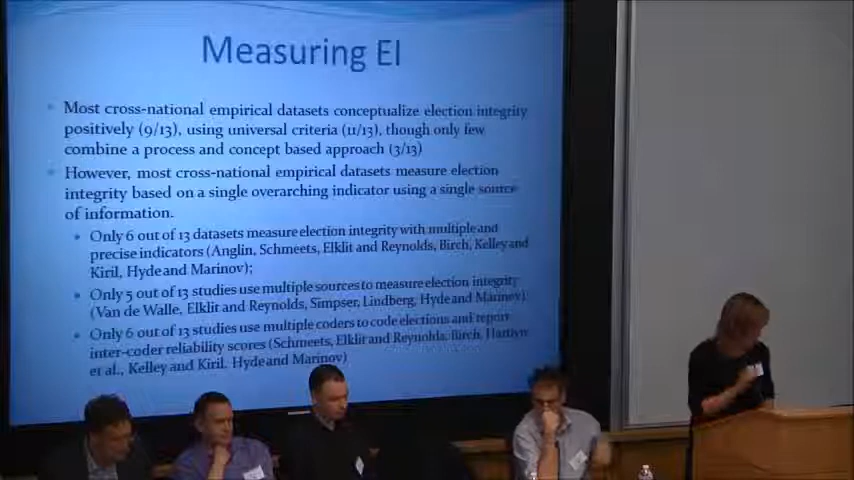 Measuring EI
Most cross-national empirical datasets conceptualize election integrity
positively (9/13), using universal criteria (11/13), though only few
combine a process and concept based approach (3/13)
However, most cross-national empirical datasets measure election
integrity based on a single overarching indicator using a single source
of information.
Only 6 out of 13 datasets measure election integrity with multiple and
precise indicators (Anglin, Schmeets, Elklit and Reynolds, Birch, Kelley and
Kiril, Hyde and Marinov);
Only 5 out of 13 studies use multiple sources to measure election integrity
(Van de Walle, Elklit and Reynolds, Simpser, Lindberg, Hyde and Marinov)
Only 6 out of 13 studies use multiple coders to code elections and report
inter-coder reliability scores (Schmeets, Elklit and Reynolds, Birch, Hartlyn
et al., Kelley and Kiril, Hyde and Marinov)